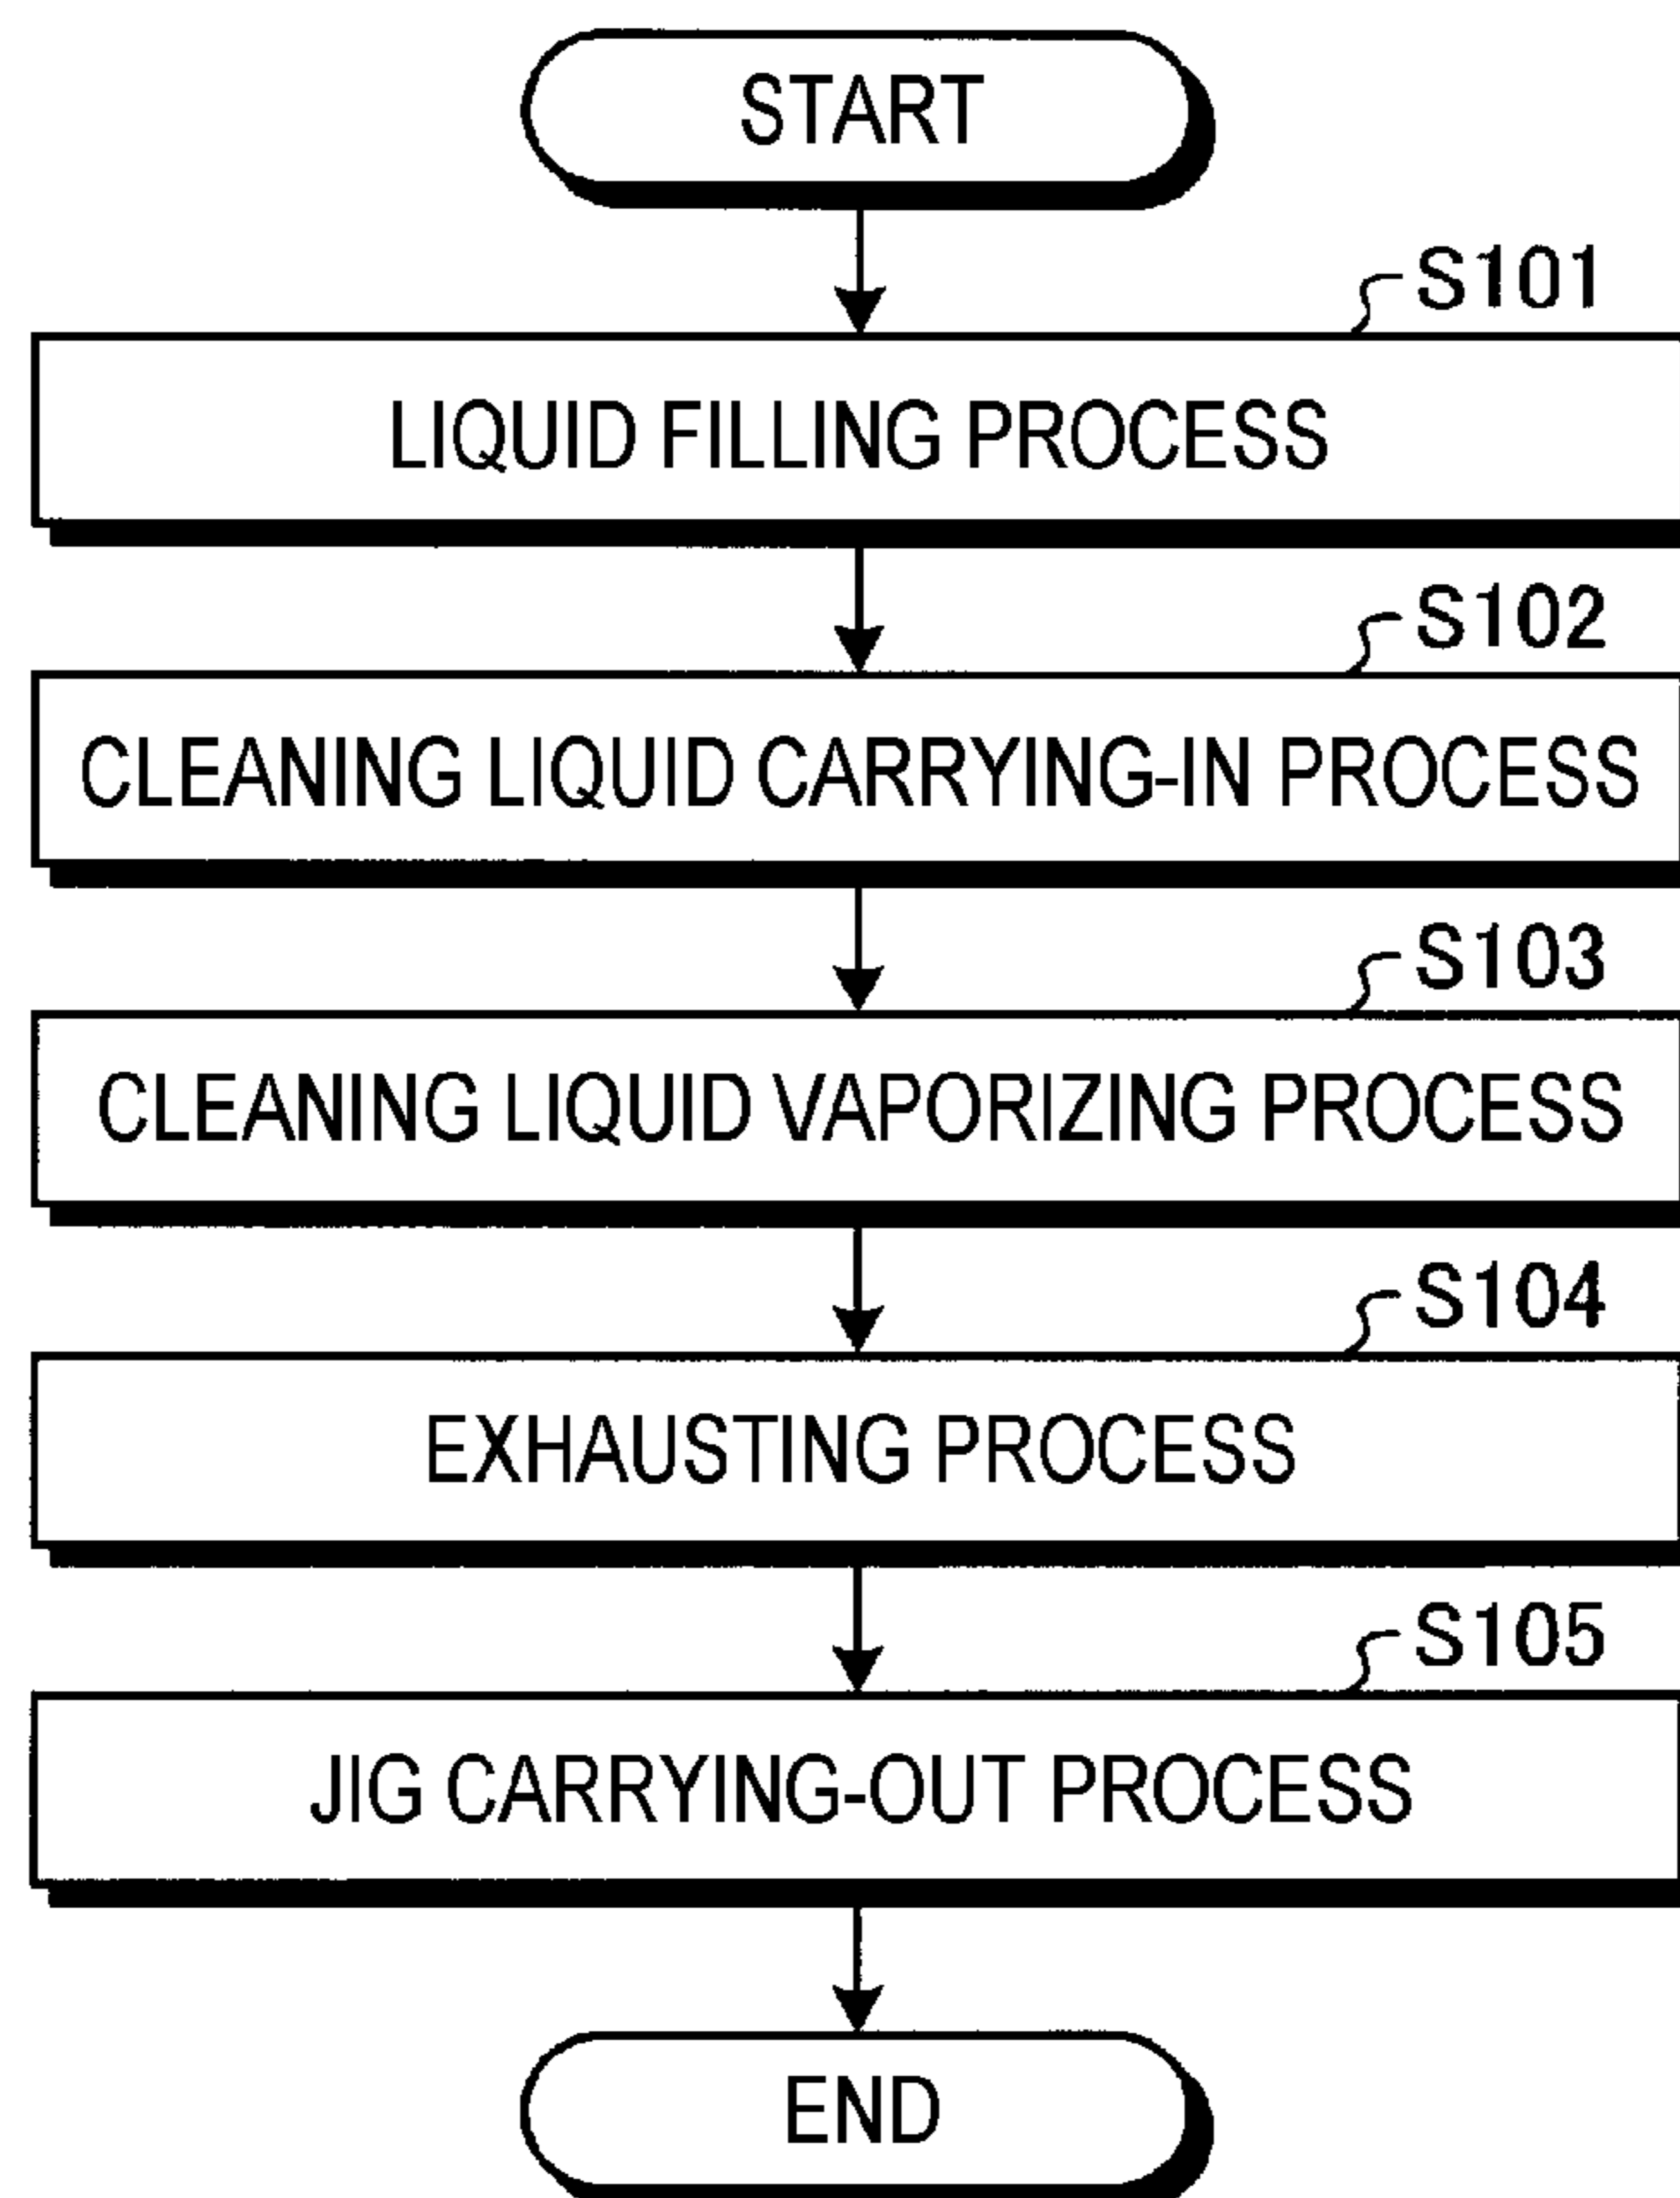 START
S101
LIQUID FILLING PROCESS
S102
CLEANING LIQUID CARRYING-IN PROCESS
S103
CLEANING LIQUID VAPORIZING PROCESS
S104
EXHAUSTING PROCESS
S105
JIG CARRYING-OUT PROCESS
END